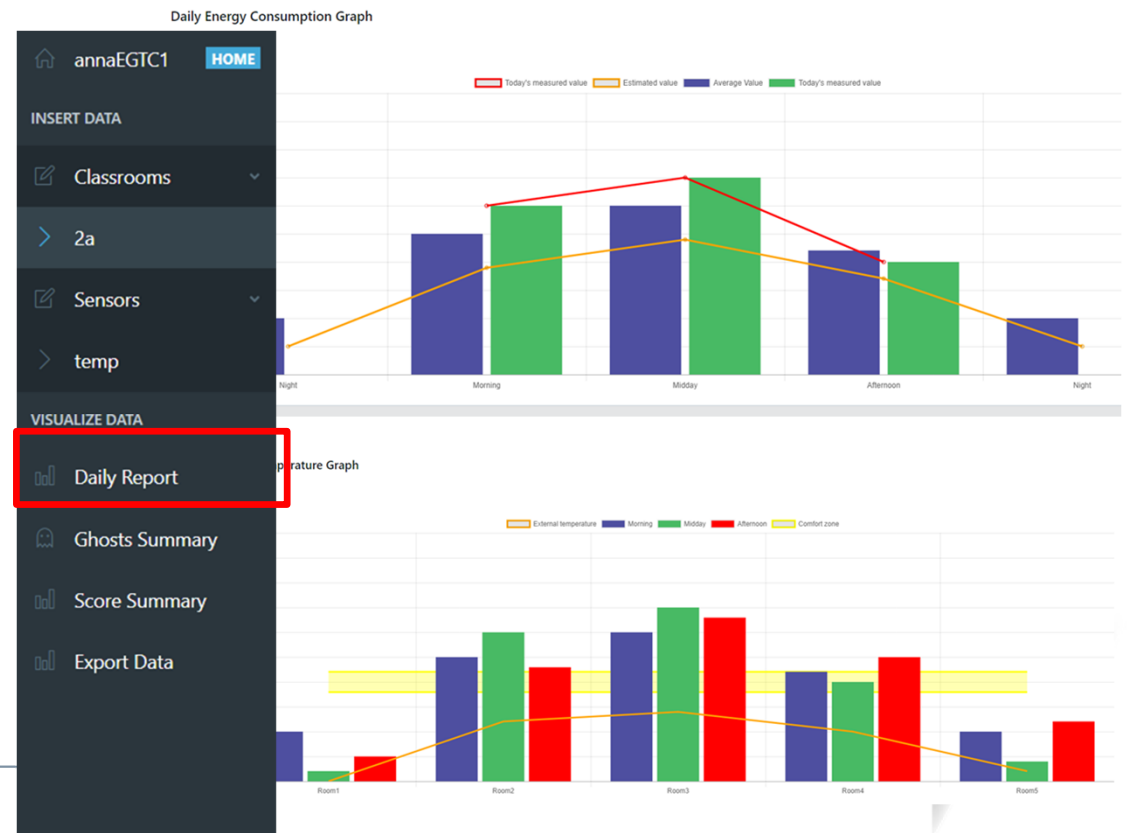 Daily Energy Consumption Graph
annaEGTC1 HOME
INSERT DATA
Classrooms
2a
Sensors
temp
VISUALIZE DATA
Daily Report
Ghosts Summary
Score Summary
Export Data
Today's measured value Estimated value Average Value Today's measured value
Night Morning Midday Afternoon Night
perature Graph
External temperature Morning Midday Afternoon Comfort zone
Room1 Room2 Room3 Room4 Room5